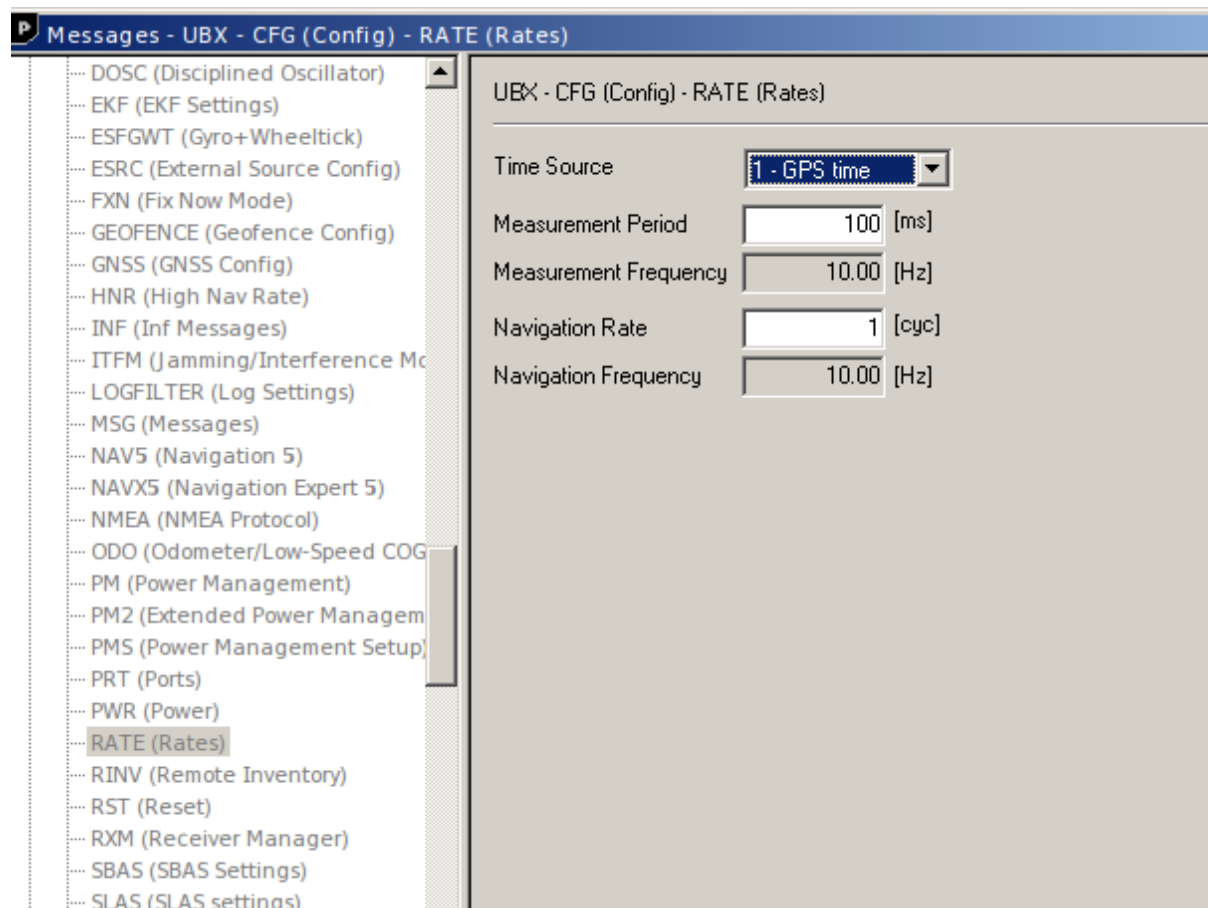 P Messages - UBX - CFG (Config) - RATE (Rates)
DOSC (Disciplined Oscillator)
EKF (EKF Settings)
ESFGWT (Gyro+Wheeltick)
ESRC (External Source Config)
FXN (Fix Now Mode)
GEOFENCE (Geofence Config)
GNSS (GNSS Config)
HNR (High Nav Rate)
INF (Inf Messages)
ITFM (Jamming/Interference Mo
LOGFILTER (Log Settings)
MSG (Messages)
NAV5 (Navigation 5)
NAVX5 (Navigation Expert 5)
NMEA (NMEA Protocol)
ODO (Odometer/Low-Speed COG
PM (Power Management)
PM2 (Extended Power Managem
PMS (Power Management Setup)
PRT (Ports)
PWR (Power)
RATE (Rates)
RINV (Remote Inventory)
RST (Reset)
RXM (Receiver Manager)
SBAS (SBAS Settings)
SLAS (SLAS settings)
UBX - CFG (Config) - RATE (Rates)
Time Source 1 - GPS time
Measurement Period 100 [ms]
Measurement Frequency 10.00 [Hz]
Navigation Rate 1 [cyc]
Navigation Frequency 10.00 [Hz]